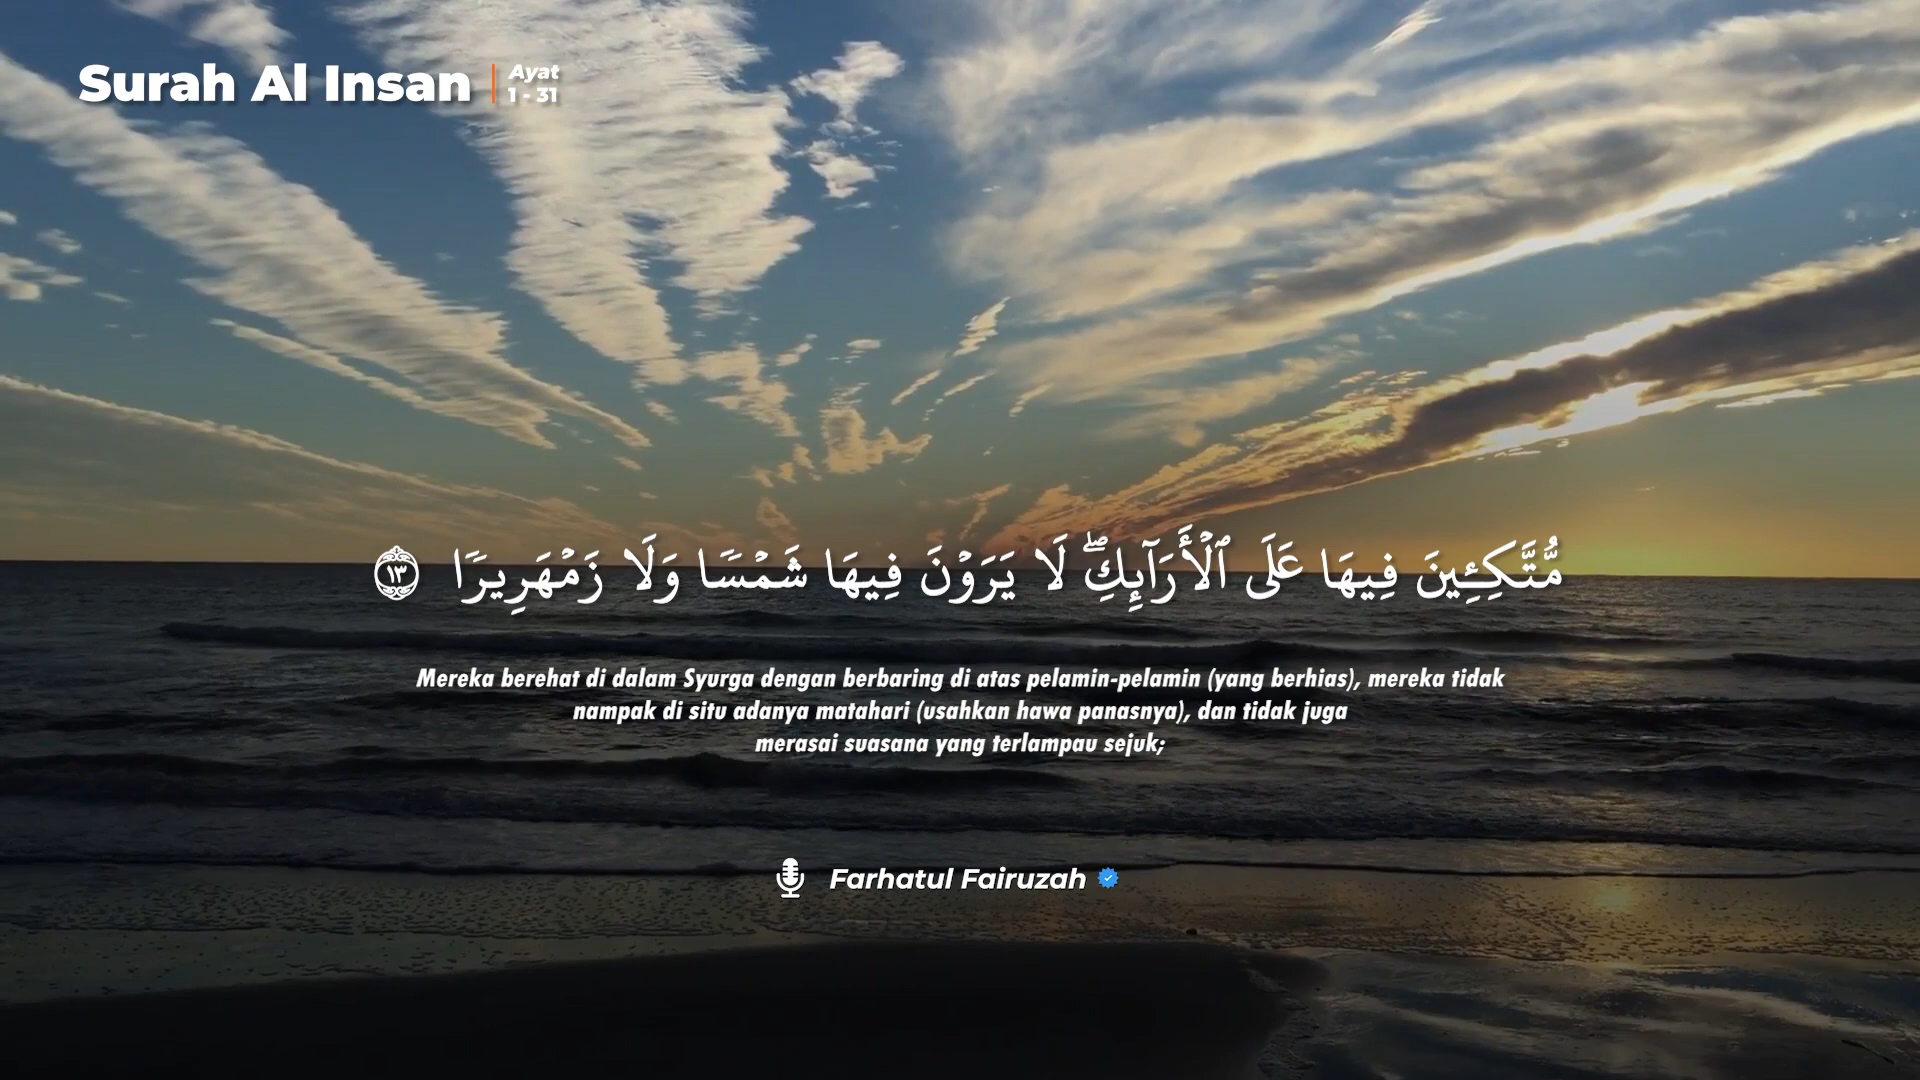 Surah Al Insan
Ayat
1 - 31
مُّتَّكِـِٔينَ فِيهَا عَلَى ٱلْأَرَآئِكِ ۖ لَا يَرَوْنَ فِيهَا شَمْسًا وَلَا زَمْهَرِيرًا ١٣
Mereka berehat di dalam Syurga dengan berbaring di atas pelamin-pelamin (yang berhias), mereka tidak
nampak di situ adanya matahari (usahkan hawa panasnya), dan tidak juga
merasai suasana yang terlampau sejuk;
Farhatul Fairuzah